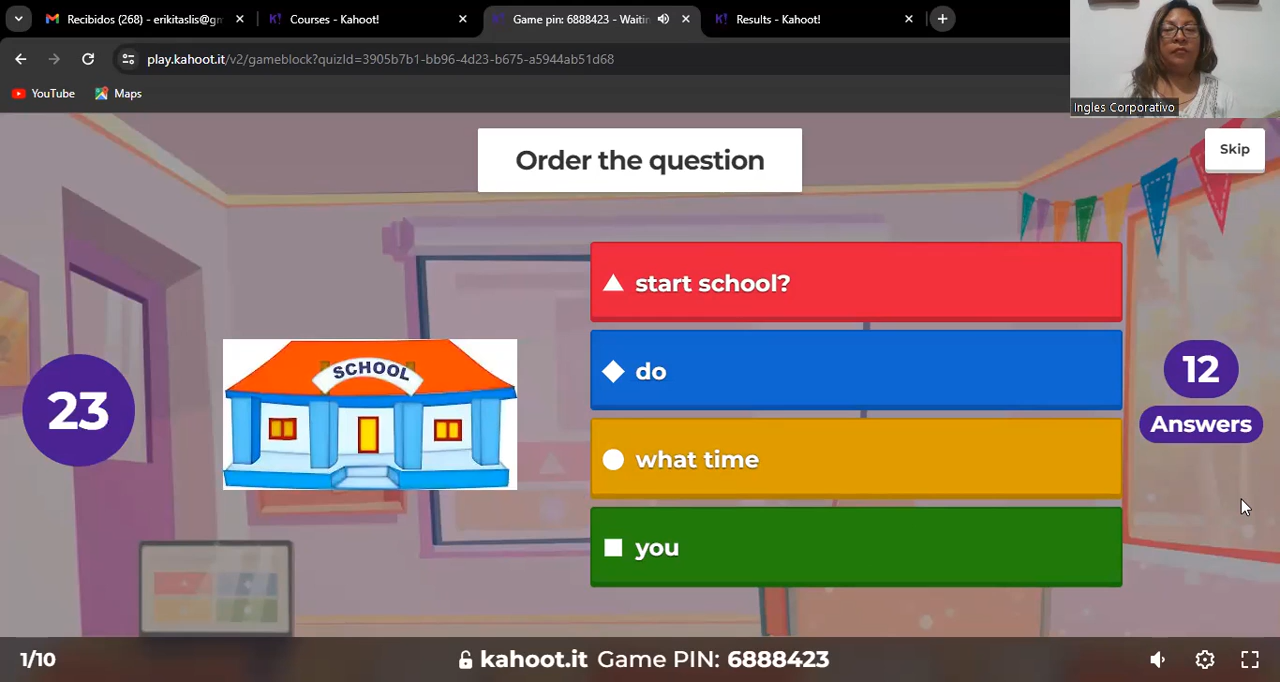 Recibidos (268) - erikitaslis@gm
Courses - Kahoot!
Game pin: 6888423 - Waitin
Results - Kahoot!
play.kahoot.it/v2/gameblock?quizId=3905b7b1-bb96-4d23-b675-a5944ab51d68
YouTube
Maps
Ingles Corporativo
Order the question
Skip
start school?
do
what time
you
SCHOOL
23
12
Answers
1/10
kahoot.it Game PIN: 6888423